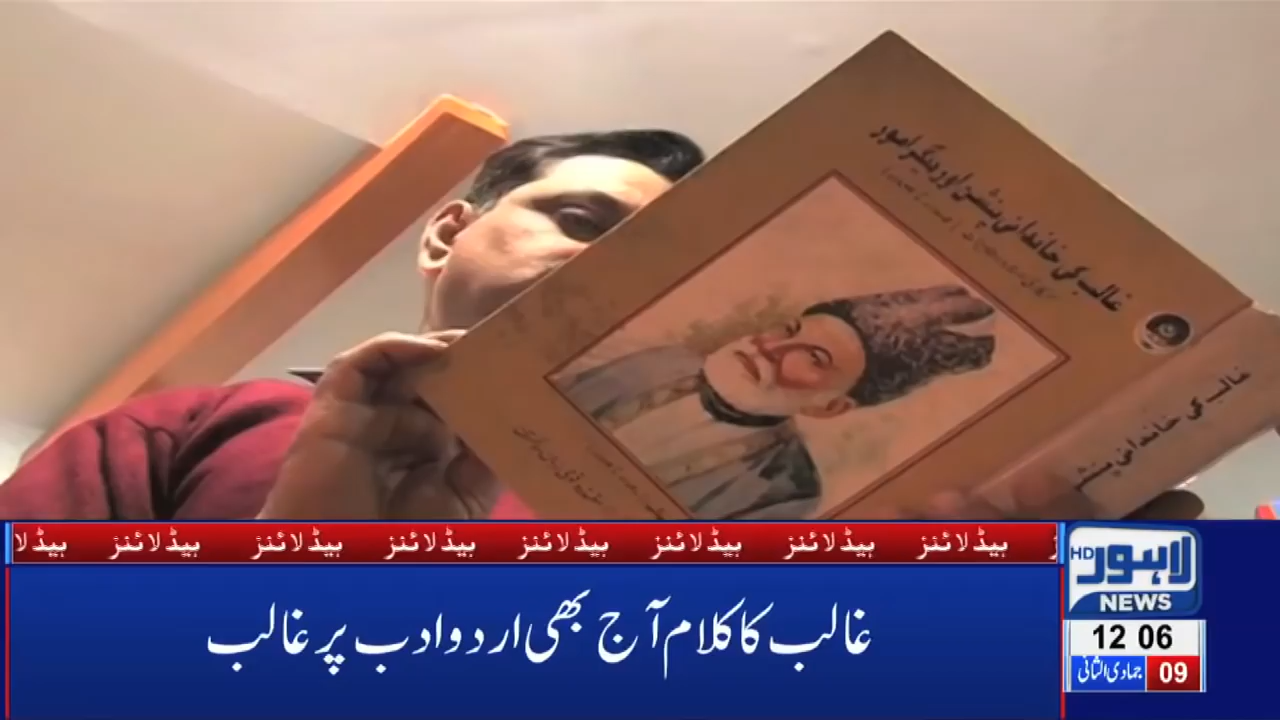 غالب کی خاندانی پنشن اور دیگر امور
غالب کی خاندانی پنشن
ہیڈلائنز ہیڈلائنز ہیڈلائنز ہیڈلائنز ہیڈلائنز ہیڈلائنز ہیڈلائنز ہیڈلا
غالب کا کلام آج بھی اردو ادب پر غالب
HD لاہور
NEWS
12 06
09 جمادی الثانی